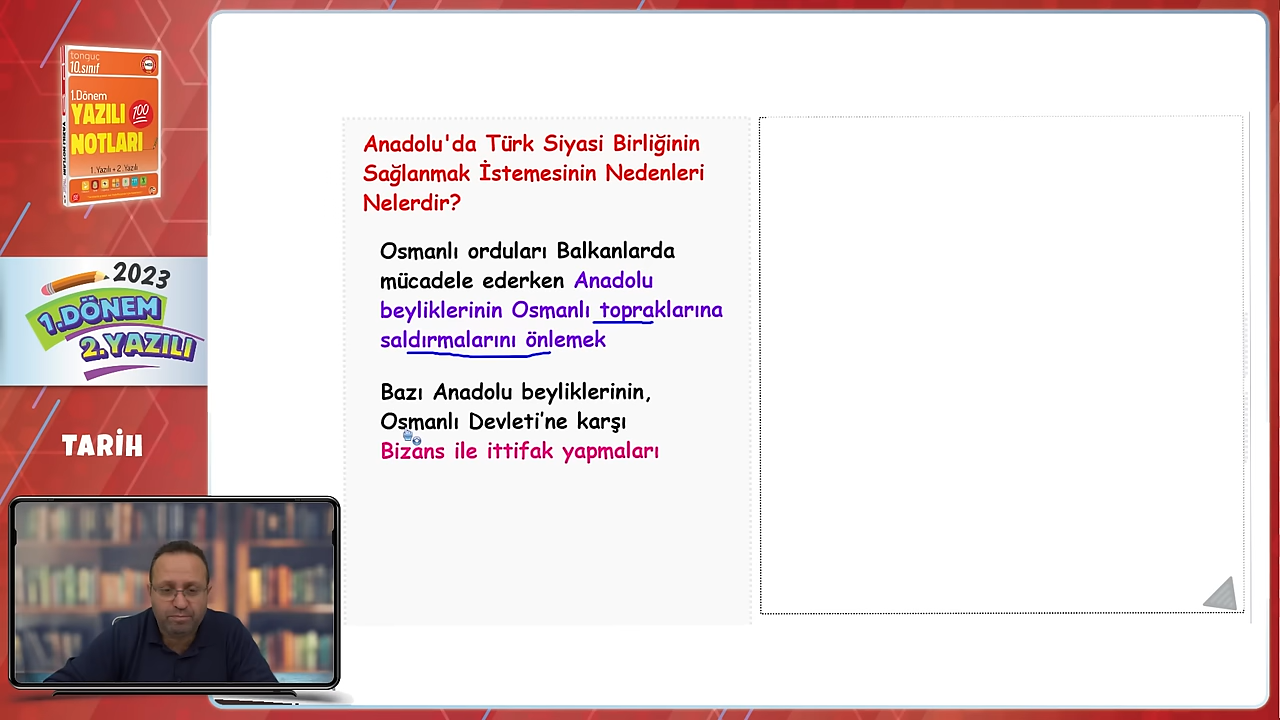 tonguç
10.sınıf
1.Dönem
YAZILI
100
NOTLARI
1. Yazılı + 2. Yazılı
YAZILI NOTLARI
2023
1.DÖNEM
2.YAZILI
TARİH
Anadolu'da Türk Siyasi Birliğinin
Sağlanmak İstemesinin Nedenleri
Nelerdir?
Osmanlı orduları Balkanlarda
mücadele ederken Anadolu
beyliklerinin Osmanlı topraklarına
saldırmalarını önlemek
Bazı Anadolu beyliklerinin,
Osmanlı Devleti’ne karşı
Bizans ile ittifak yapmaları